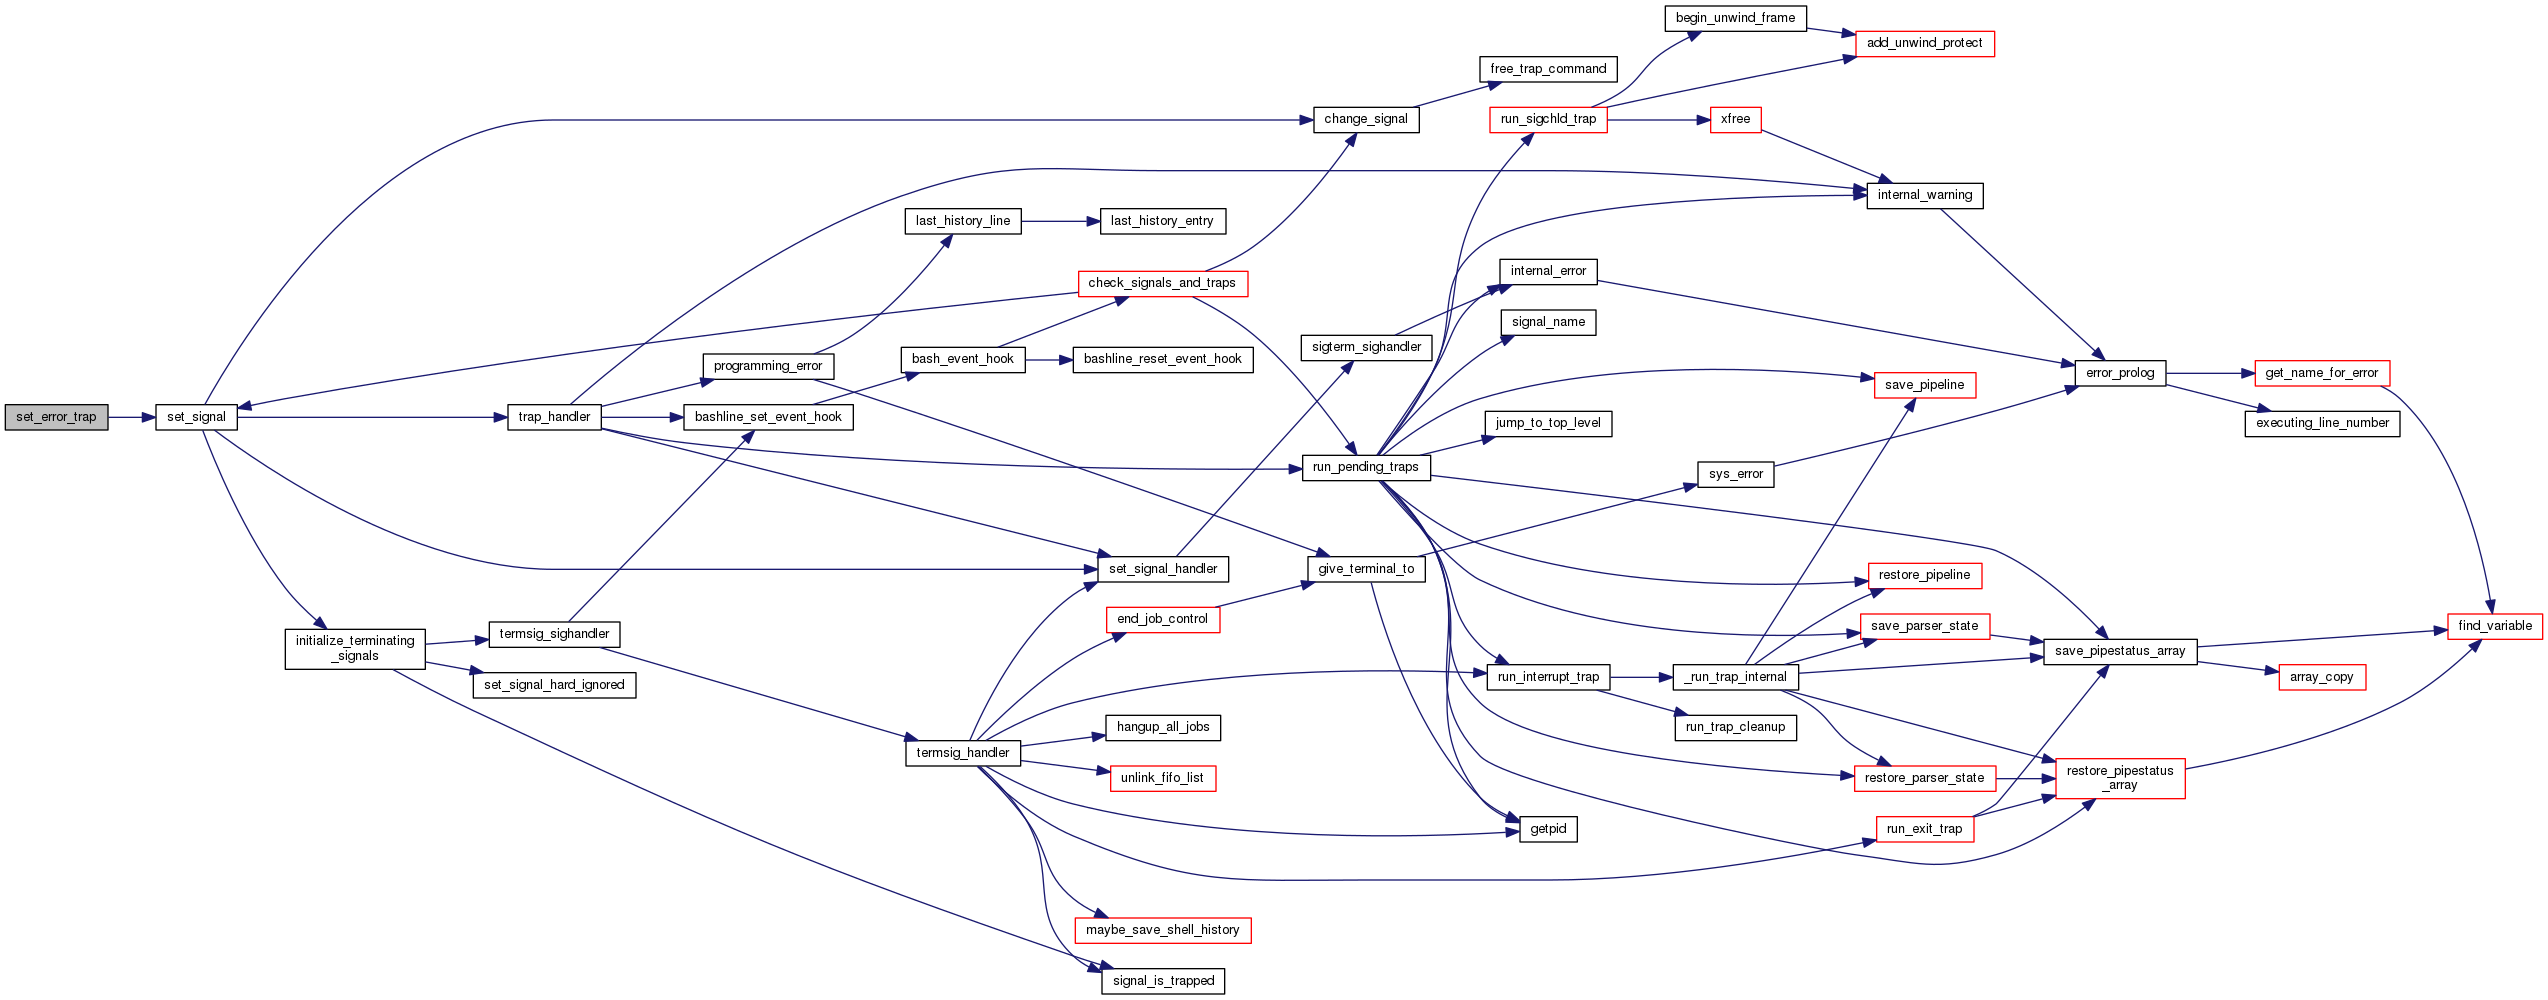 begin_unwind_frame
add_unwind_protect
free_trap_command
change_signal
run_sigchld_trap
xfree
internal_warning
last_history_line
last_history_entry
check_signals_and_traps
internal_error
signal_name
sigterm_sighandler
programming_error
bash_event_hook
bashline_reset_event_hook
error_prolog
get_name_for_error
save_pipeline
set_error_trap
set_signal
trap_handler
bashline_set_event_hook
jump_to_top_level
executing_line_number
run_pending_traps
sys_error
set_signal_handler
give_terminal_to
restore_pipeline
end_job_control
save_parser_state
find_variable
initialize_terminating
_signals
termsig_sighandler
save_pipestatus_array
set_signal_hard_ignored
run_interrupt_trap
_run_trap_internal
array_copy
hangup_all_jobs
run_trap_cleanup
termsig_handler
unlink_fifo_list
restore_parser_state
restore_pipestatus
_array
getpid
run_exit_trap
maybe_save_shell_history
signal_is_trapped